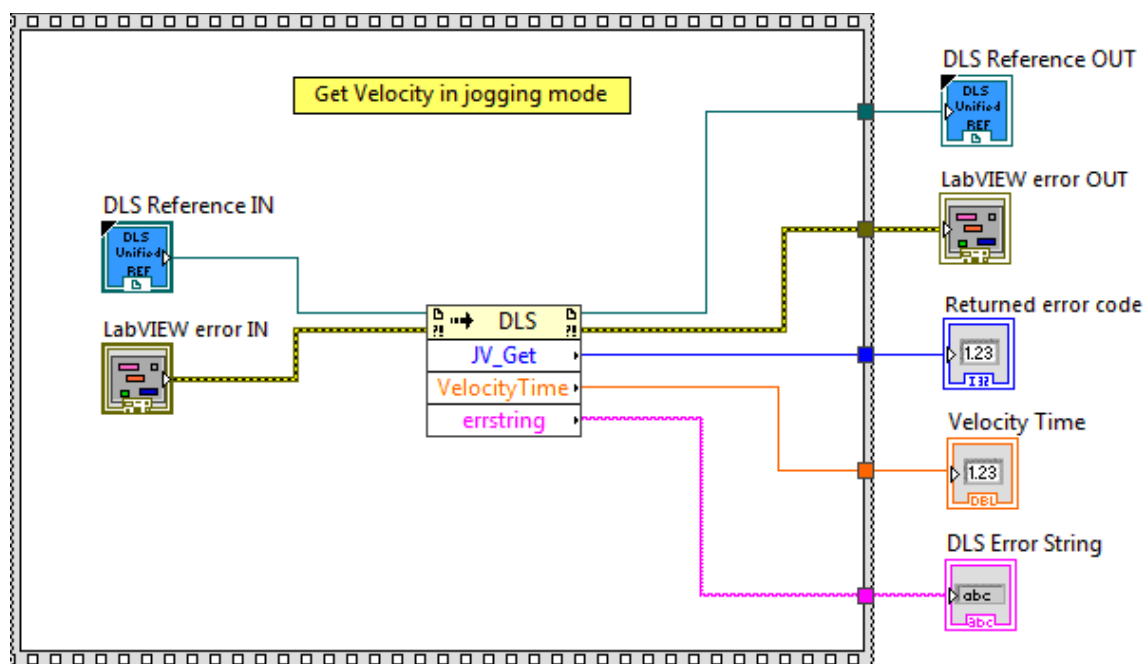 Get Velocity in jogging mode
DLS Reference OUT
DLS
Unified
REF
LabVIEW error OUT
DLS Reference IN
DLS
Unified
REF
LabVIEW error IN
?! DLS ?!
JV_Get
VelocityTime
errstring
Returned error code
1.23
I32
Velocity Time
1.23
DBL
DLS Error String
abc
abc